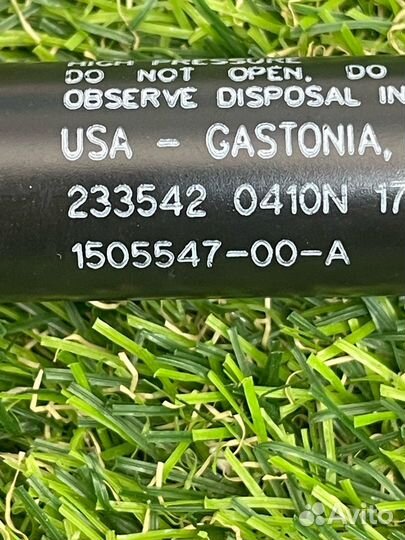 HIGH PRESSURE
DO NOT OPEN. DO
OBSERVE DISPOSAL IN
USA - GASTONIA,
233542 0410N 17
1505547-00-A
Avito